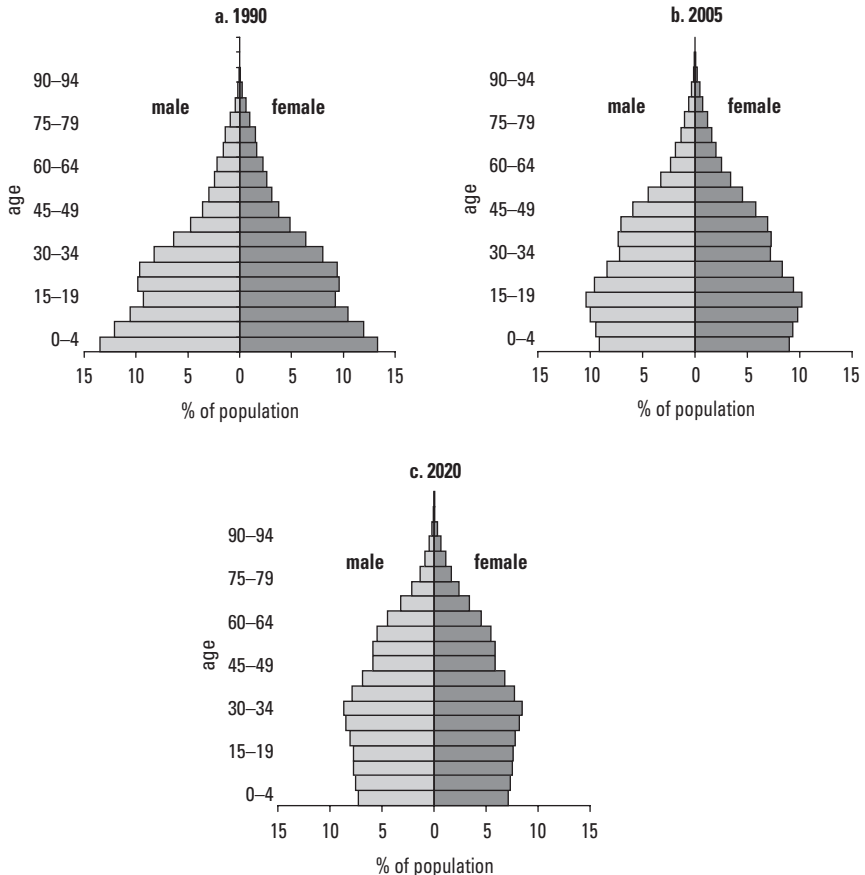 a. 1990
90–94
75–79
60–64
45–49
30–34
15–19
0–4
age
male
female
15 10 5 0 5 10 15
% of population
b. 2005
90–94
75–79
60–64
45–49
30–34
15–19
0–4
age
male
female
15 10 5 0 5 10 15
% of population
c. 2020
90–94
75–79
60–64
45–49
30–34
15–19
0–4
age
male
female
15 10 5 0 5 10 15
% of population